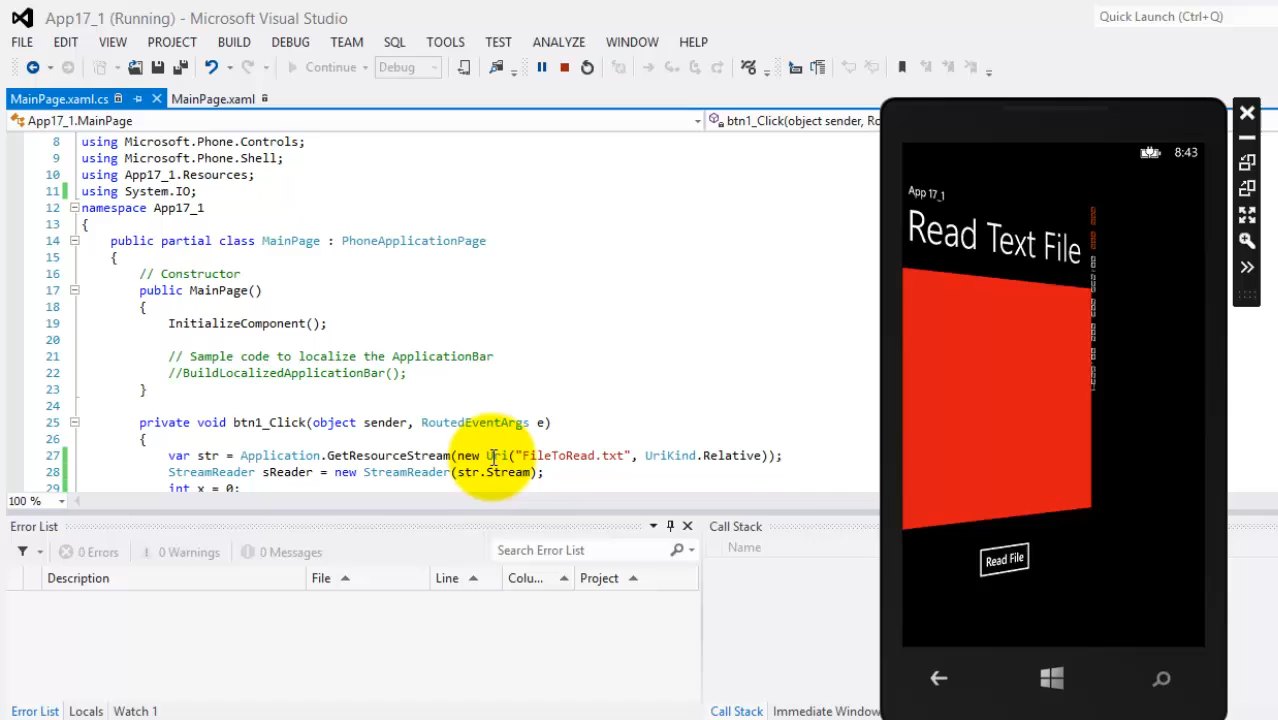 App17_1 (Running) - Microsoft Visual Studio
Quick Launch (Ctrl+Q)
FILE EDIT VIEW PROJECT BUILD DEBUG TEAM SQL TOOLS TEST ANALYZE WINDOW HELP
Continue Debug
MainPage.xaml.cs MainPage.xaml
App17_1.MainPage btn1_Click(object sender, Ro
8 using Microsoft.Phone.Controls;
9 using Microsoft.Phone.Shell;
10 using App17_1.Resources;
11 using System.IO;
12 namespace App17_1
13 {
14 public partial class MainPage : PhoneApplicationPage
15 {
16 // Constructor
17 public MainPage()
18 {
19 InitializeComponent();
20
21 // Sample code to localize the ApplicationBar
22 //BuildLocalizedApplicationBar();
23 }
24
25 private void btn1_Click(object sender, RoutedEventArgs e)
26 {
27 var str = Application.GetResourceStream(new Uri("FileToRead.txt", UriKind.Relative));
28 StreamReader sReader = new StreamReader(str.Stream);
29 int x = 0;
100 %
Error List
0 Errors 0 Warnings 0 Messages Search Error List
Description File Line Colu... Project
Error List Locals Watch 1
Call Stack
Name
Call Stack Immediate Window
8:43
App 17_1
Read Text File
Read File